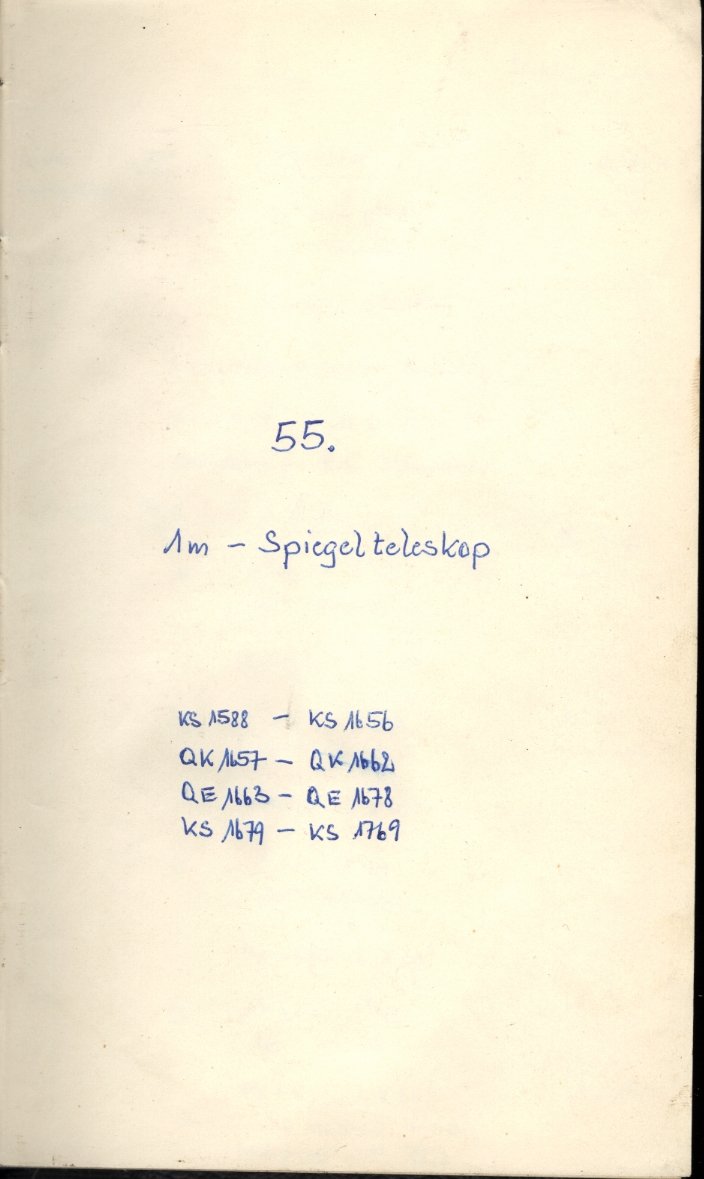 55.
1m - Spiegelteleskop
KS 1588 - KS 1656
QK 1657 - QK 1662
QE 1663 - QE 1678
KS 1679 - KS 1769